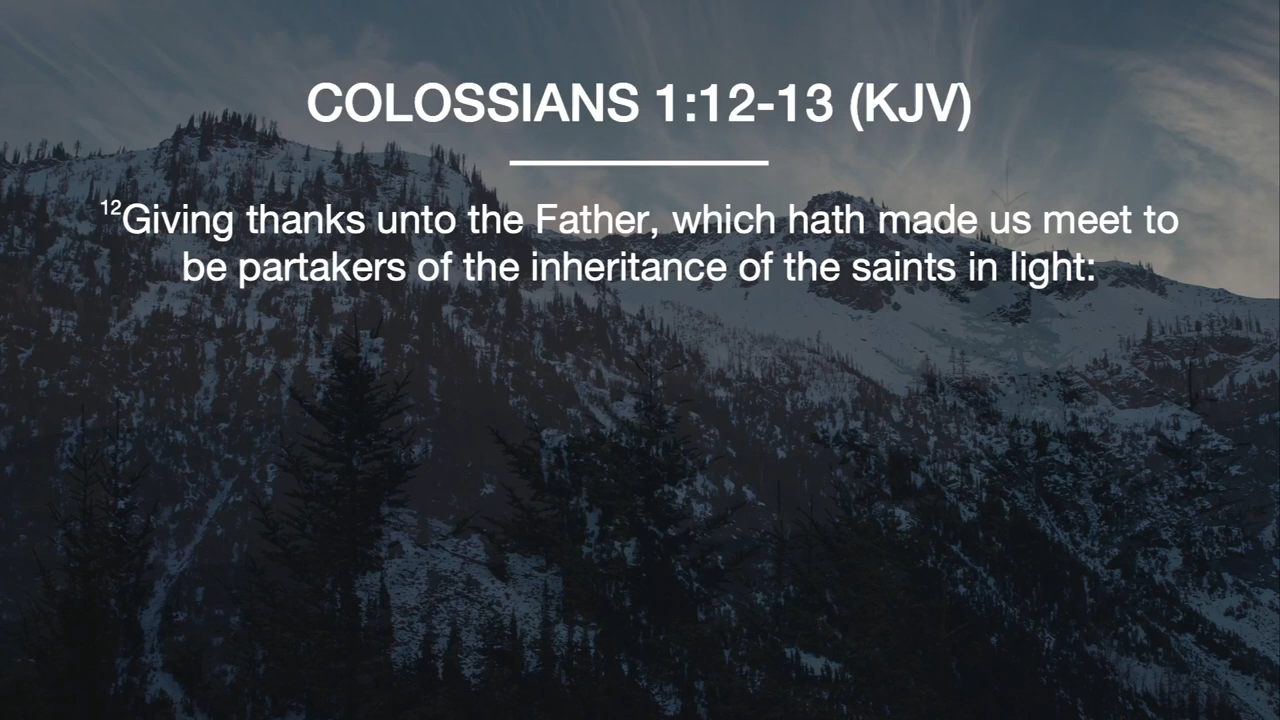 COLOSSIANS 1:12-13 (KJV)
¹²Giving thanks unto the Father, which hath made us meet to
be partakers of the inheritance of the saints in light: